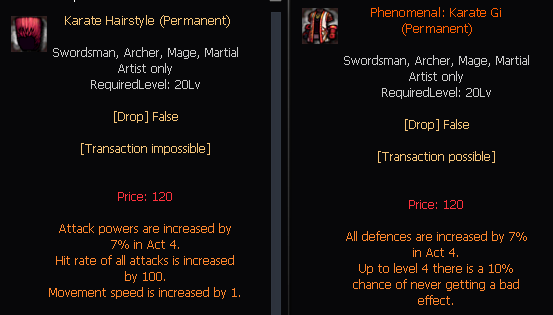 Karate Hairstyle (Permanent)
Swordsman, Archer, Mage, Martial
Artist only
RequiredLevel: 20Lv
[Drop] False
[Transaction impossible]
Price: 120
Attack powers are increased by
7% in Act 4.
Hit rate of all attacks is increased
by 100.
Movement speed is increased by 1.
Phenomenal: Karate Gi
(Permanent)
Swordsman, Archer, Mage, Martial
Artist only
RequiredLevel: 20Lv
[Drop] False
[Transaction possible]
Price: 120
All defences are increased by 7%
in Act 4.
Up to level 4 there is a 10%
chance of never getting a bad
effect.